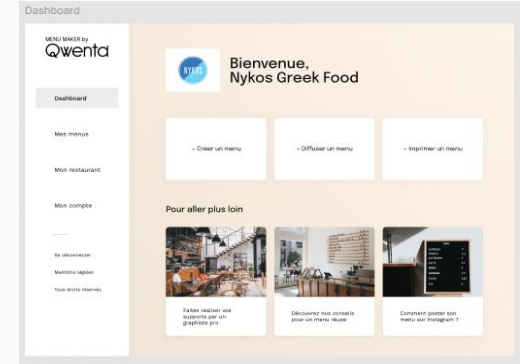 Dashboard
MENU MAKER by
Qwenta
Dashboard
Mes menus
Mon restaurant
Mon compte
Se déconnecter
Mentions légales
Tous droits réservés
NYKOS
Bienvenue,
Nykos Greek Food
+ Créer un menu
+ Diffuser un menu
+ Imprimer un menu
Pour aller plus loin
Faites réaliser vos
supports par un
graphiste pro
Découvrez nos conseils
pour un menu réussi
Comment poster son
menu sur Instagram ?